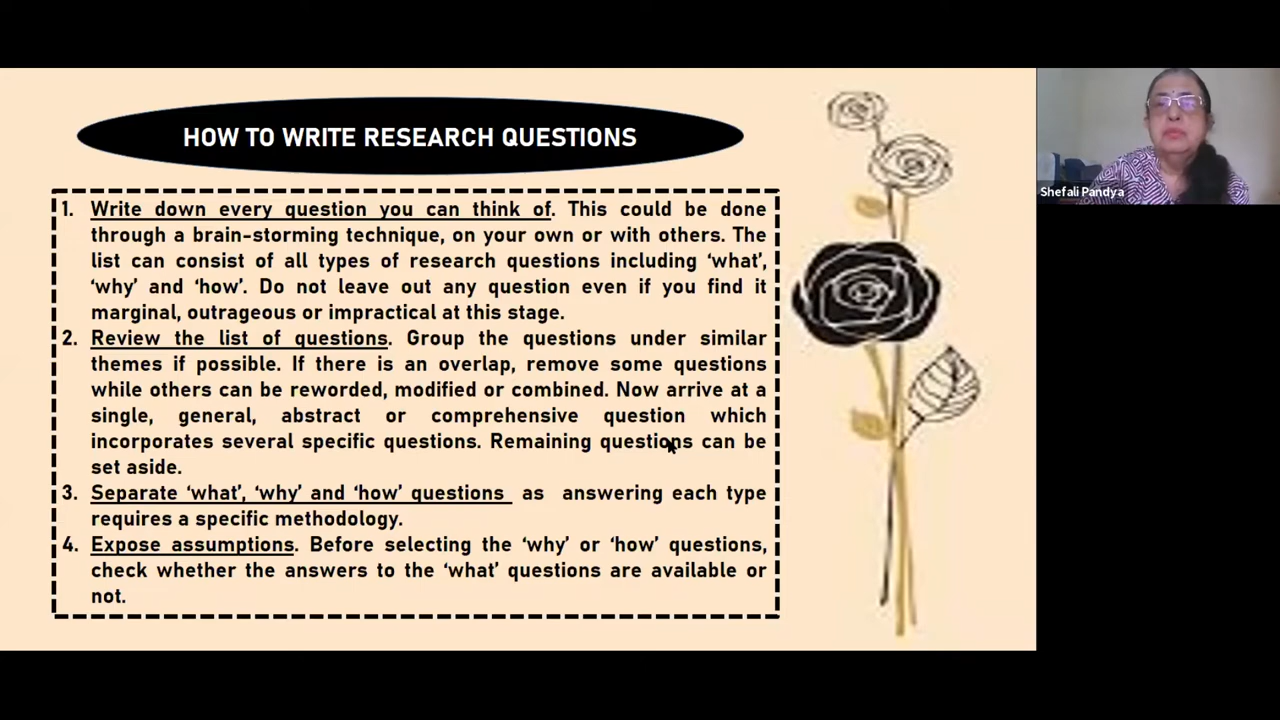 HOW TO WRITE RESEARCH QUESTIONS
1. Write down every question you can think of. This could be done
through a brain-storming technique, on your own or with others. The
list can consist of all types of research questions including ‘what’,
‘why’ and ‘how’. Do not leave out any question even if you find it
marginal, outrageous or impractical at this stage.
2. Review the list of questions. Group the questions under similar
themes if possible. If there is an overlap, remove some questions
while others can be reworded, modified or combined. Now arrive at a
single, general, abstract or comprehensive question which
incorporates several specific questions. Remaining questions can be
set aside.
3. Separate ‘what’, ‘why’ and ‘how’ questions as answering each type
requires a specific methodology.
4. Expose assumptions. Before selecting the ‘why’ or ‘how’ questions,
check whether the answers to the ‘what’ questions are available or
not.
Shefali Pandya